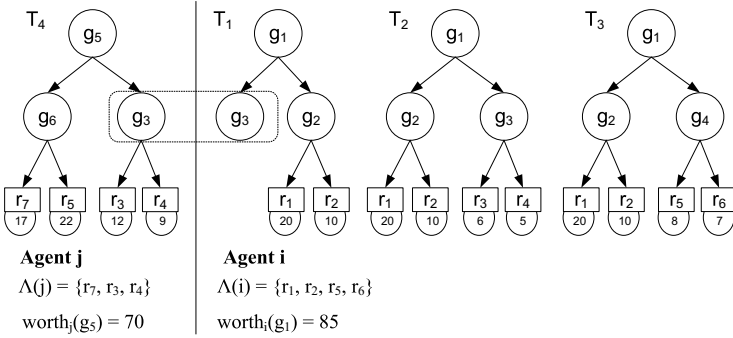 T₄ g₅ T₁ g₁ T₂ g₁ T₃ g₁
g₆ g₃ g₃ g₂ g₂ g₃ g₂ g₄
r₇ r₅ r₃ r₄ r₁ r₂ r₁ r₂ r₃ r₄ r₁ r₂ r₅ r₆
17 22 12 9 20 10 20 10 6 5 20 10 8 7
Agent j Agent i
Λ(j) = {r₇, r₃, r₄} Λ(i) = {r₁, r₂, r₅, r₆}
worthⱼ(g₅) = 70 worthᵢ(g₁) = 85